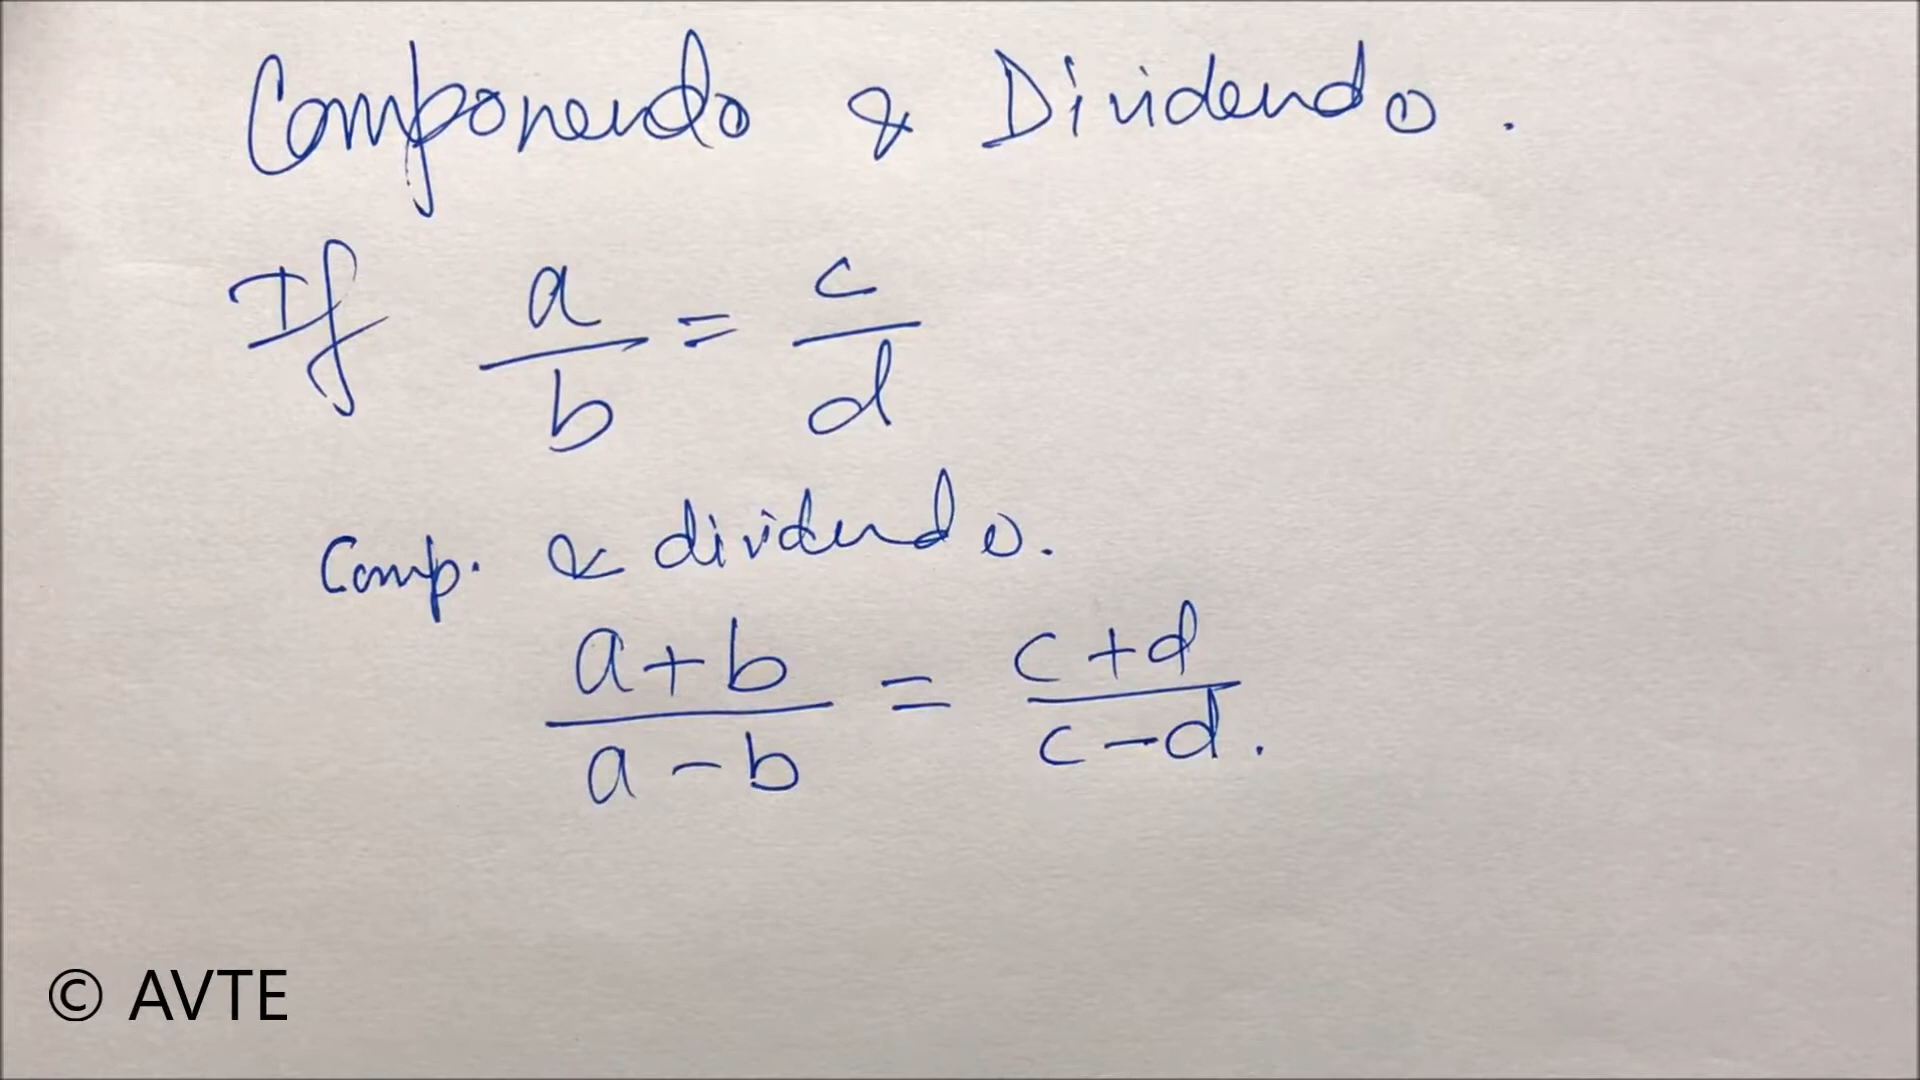 Componendo & Dividendo.
If a/b = c/d
Comp. & dividendo.
a+b/a-b = c+d/c-d.
© AVTE